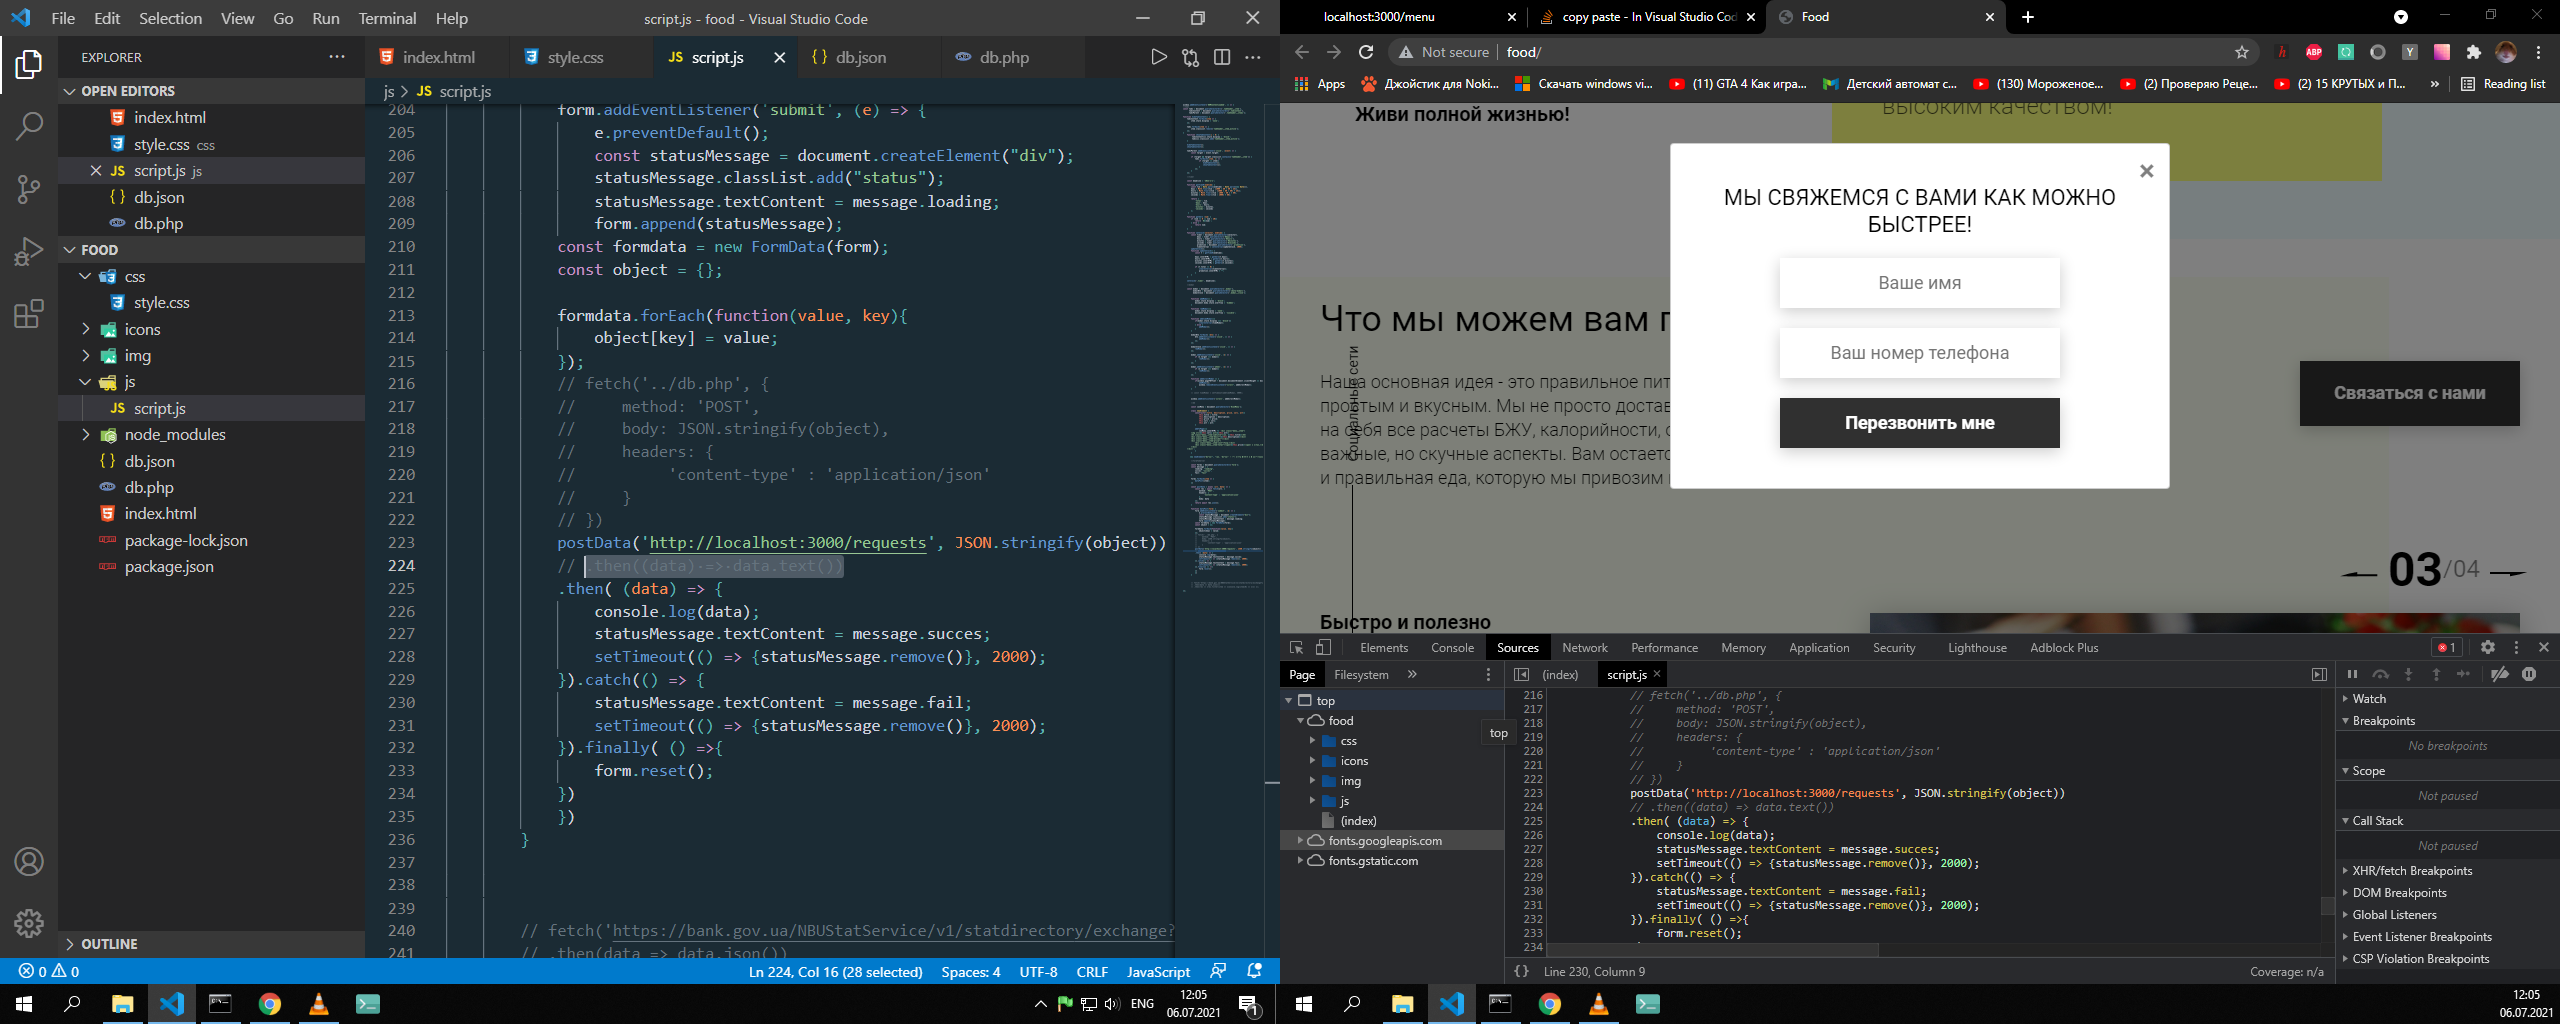 File Edit Selection View Go Run Terminal Help
script.js - food - Visual Studio Code
EXPLORER
OPEN EDITORS
index.html
style.css css
script.js js
db.json
db.php
FOOD
css
style.css
icons
img
js
script.js
node_modules
db.json
db.php
index.html
package-lock.json
package.json
OUTLINE
index.html style.css script.js db.json db.php
js > script.js
204 form.addEventListener('submit', (e) => {
205 e.preventDefault();
206 const statusMessage = document.createElement("div");
207 statusMessage.classList.add("status");
208 statusMessage.textContent = message.loading;
209 form.append(statusMessage);
210 const formdata = new FormData(form);
211 const object = {};
212
213 formdata.forEach(function(value, key){
214 object[key] = value;
215 });
216 // fetch('../db.php', {
217 // method: 'POST',
218 // body: JSON.stringify(object),
219 // headers: {
220 // 'content-type' : 'application/json'
221 // }
222 // })
223 postData('http://localhost:3000/requests', JSON.stringify(object))
224 // .then((data) => data.text())
225 .then( (data) => {
226 console.log(data);
227 statusMessage.textContent = message.succes;
228 setTimeout(() => {statusMessage.remove()}, 2000);
229 }).catch(() => {
230 statusMessage.textContent = message.fail;
231 setTimeout(() => {statusMessage.remove()}, 2000);
232 }).finally( () =>{
233 form.reset();
234 })
235 })
236 }
237
238
239
240 // fetch('https://bank.gov.ua/NBUStatService/v1/statdirectory/exchange?
241 // .then(data => data.json())
0 0
Ln 224, Col 16 (28 selected) Spaces: 4 UTF-8 CRLF JavaScript
ENG 12:05 06.07.2021 1
localhost:3000/menu
copy paste - In Visual Studio Co
Food
Not secure food/
ABP
Y
Apps
Джойстик для Noki...
Скачать windows vi...
(11) GTA 4 Как игра...
Детский автомат с...
(130) Мороженое...
(2) Проверяю Реце...
(2) 15 КРУТЫХ и П...
»
Reading list
Живи полной жизнью!
высоким качеством!
МЫ СВЯЖЕМСЯ С ВАМИ КАК МОЖНО
БЫСТРЕЕ!
Ваше имя
Ваш номер телефона
Перезвонить мне
Что мы можем вам
Социальные сети
Наша основная идея - это правильное пит
простым и вкусным. Мы не просто достав
на себя все расчеты БЖУ, калорийности,
важные, но скучные аспекты. Вам остаетс
и правильная еда, которую мы привозим
Связаться с нами
03/04
Быстро и полезно
Elements Console Sources Network Performance Memory Application Security Lighthouse Adblock Plus
1
Page Filesystem »
(index) script.js
top
food
css
icons
img
js
(index)
fonts.googleapis.com
fonts.gstatic.com
top
216 // fetch('../db.php', {
217 // method: 'POST',
218 // body: JSON.stringify(object),
219 // headers: {
220 // 'content-type' : 'application/json'
221 // }
222 // })
223 postData('http://localhost:3000/requests', JSON.stringify(object))
224 // .then((data) => data.text())
225 .then( (data) => {
226 console.log(data);
227 statusMessage.textContent = message.succes;
228 setTimeout(() => {statusMessage.remove()}, 2000);
229 }).catch(() => {
230 statusMessage.textContent = message.fail;
231 setTimeout(() => {statusMessage.remove()}, 2000);
232 }).finally( () =>{
233 form.reset();
234
{} Line 230, Column 9
Coverage: n/a
Watch
Breakpoints
No breakpoints
Scope
Not paused
Call Stack
Not paused
XHR/fetch Breakpoints
DOM Breakpoints
Global Listeners
Event Listener Breakpoints
CSP Violation Breakpoints
12:05
06.07.2021